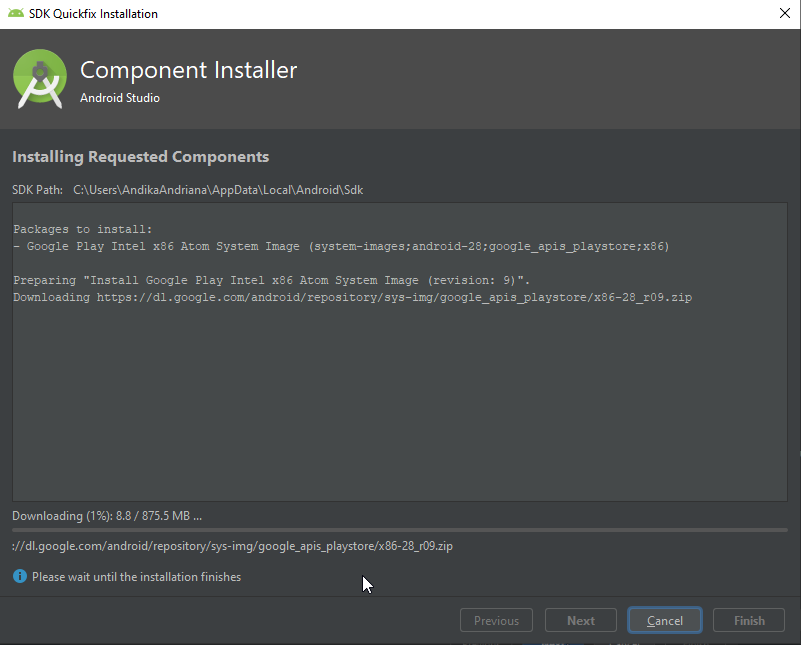 SDK Quickfix Installation
Component Installer
Android Studio
Installing Requested Components
SDK Path: C:\Users\AndikaAndriana\AppData\Local\Android\Sdk
Packages to install:
- Google Play Intel x86 Atom System Image (system-images;android-28;google_apis_playstore;x86)
Preparing "Install Google Play Intel x86 Atom System Image (revision: 9)".
Downloading https://dl.google.com/android/repository/sys-img/google_apis_playstore/x86-28_r09.zip
Downloading (1%): 8.8 / 875.5 MB ...
://dl.google.com/android/repository/sys-img/google_apis_playstore/x86-28_r09.zip
Please wait until the installation finishes
Previous Next Cancel Finish